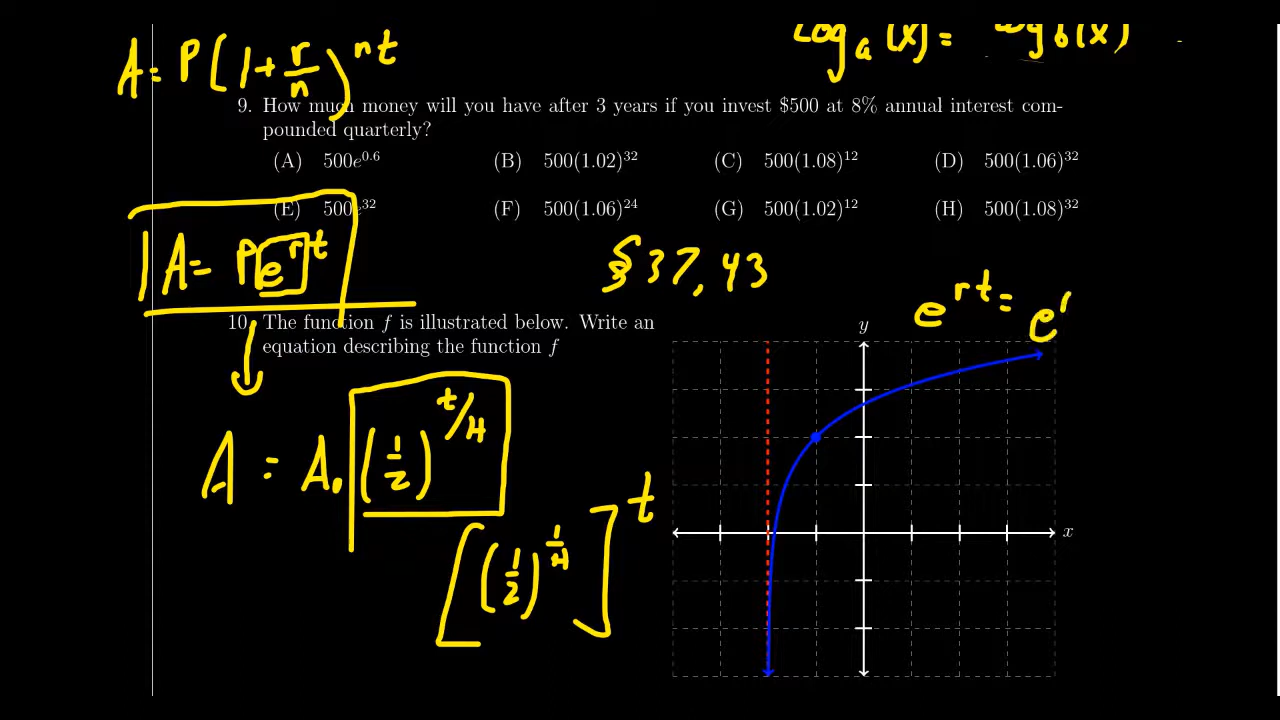 A = P(1 + r/n)^{nt}
Log_a(x) = log b(x)
9. How much money will you have after 3 years if you invest $500 at 8% annual interest com-
pounded quarterly?
(A) 500e^{0.6} (B) 500(1.02)^{32} (C) 500(1.08)^{12} (D) 500(1.06)^{32}
(E) 500e^{32} (F) 500(1.06)^{24} (G) 500(1.02)^{12} (H) 500(1.08)^{32}
A = Pe^{rt}
§ 37, 43
e^{rt} = e^{r}
10. The function f is illustrated below. Write an
equation describing the function f
y
x
A = A_0 (1/2)^{t/H}
[(1/2)^{1/H}]^t